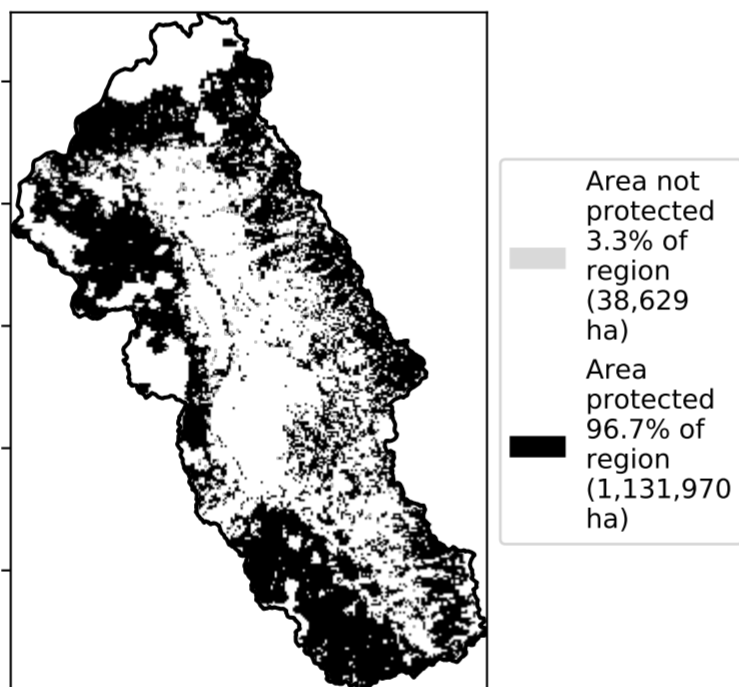 Area not
protected
3.3% of
region
(38,629
ha)
Area
protected
96.7% of
region
(1,131,970
ha)